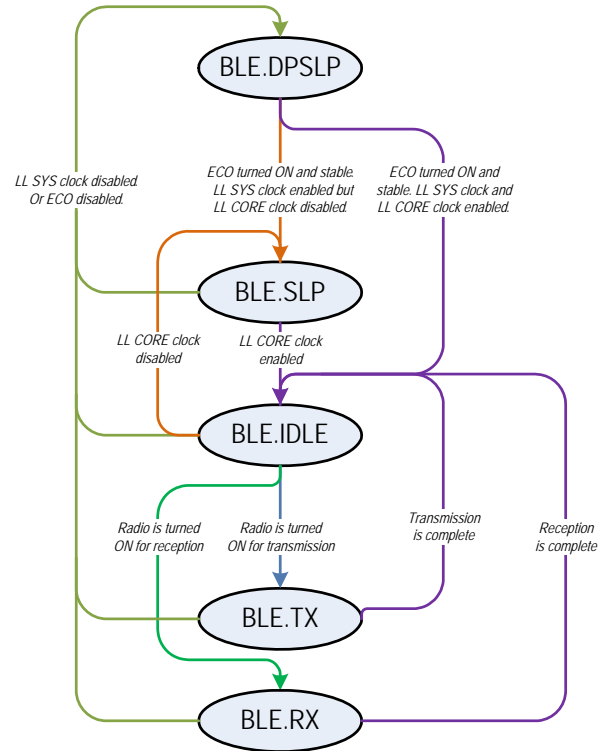 BLE.DPSLP
LL SYS clock disabled.
Or ECO disabled.
ECO turned ON and stable.
LL SYS clock enabled but
LL CORE clock disabled.
ECO turned ON and
stable. LL SYS clock and
LL CORE clock enabled.
BLE.SLP
LL CORE clock
disabled
LL CORE clock
enabled
BLE.IDLE
Radio is turned
ON for reception
Radio is turned
ON for transmission
Transmission
is complete
Reception
is complete
BLE.TX
BLE.RX